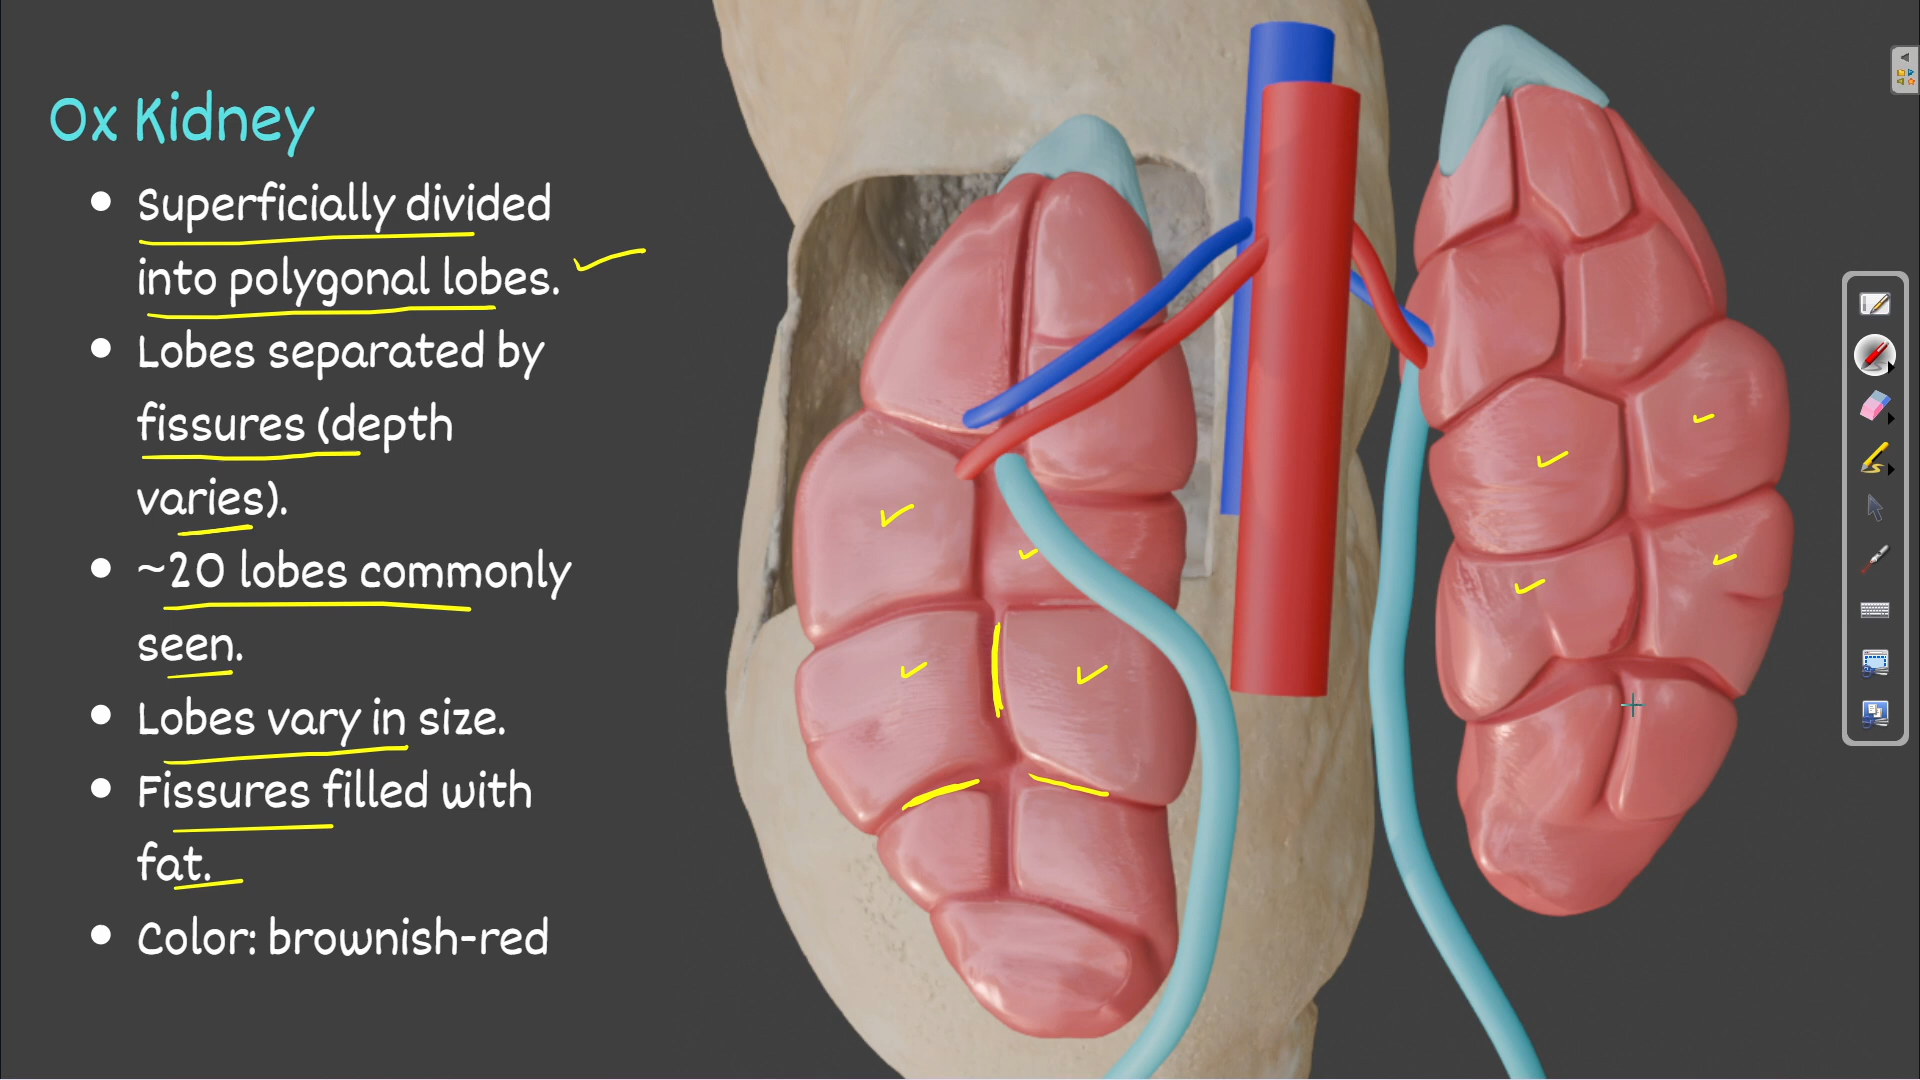 Ox Kidney
• Superficially divided
into polygonal lobes.
• Lobes separated by
fissures (depth
varies).
• ~20 lobes commonly
seen.
• Lobes vary in size.
• Fissures filled with
fat.
• Color: brownish-red